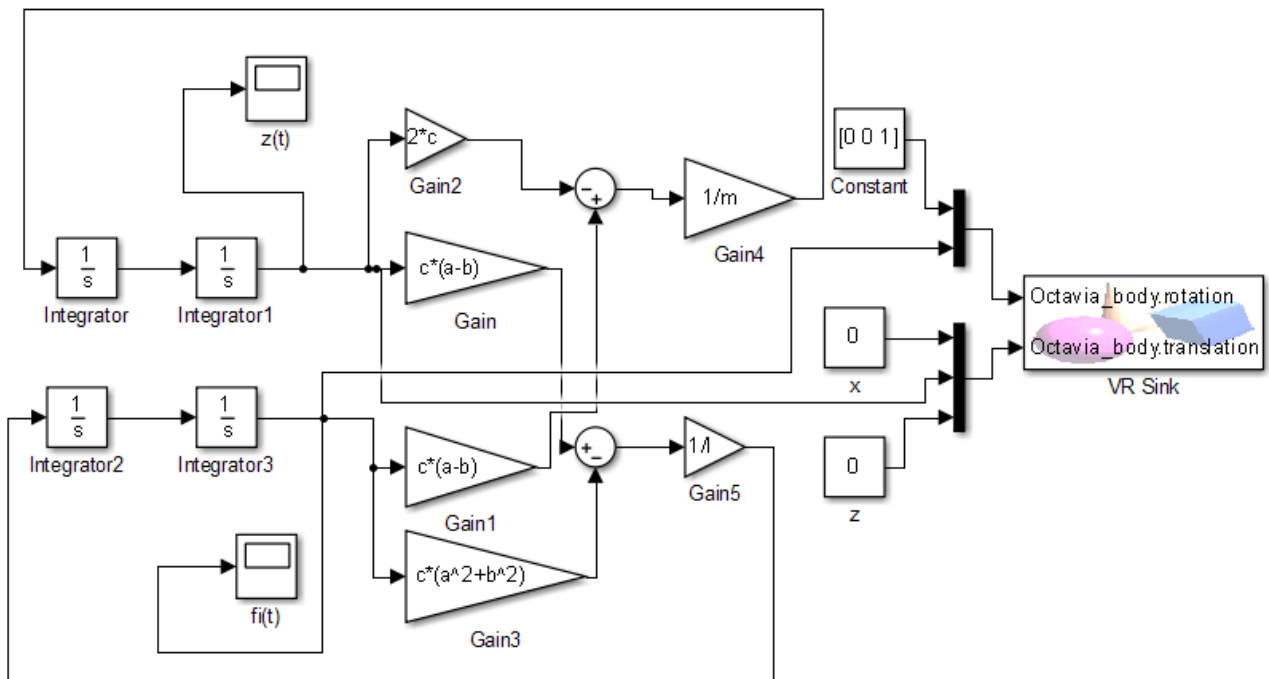 z(t)
2*c
Gain2
[0 0 1]
Constant
−
+
1/m
Gain4
1
s
Integrator
1
s
Integrator1
c*(a-b)
Gain
Octavia_body.rotation
Octavia_body.translation
VR Sink
0
x
1
s
Integrator2
1
s
Integrator3
c*(a-b)
Gain1
+
−
1/I
Gain5
0
z
fi(t)
c*(a^2+b^2)
Gain3